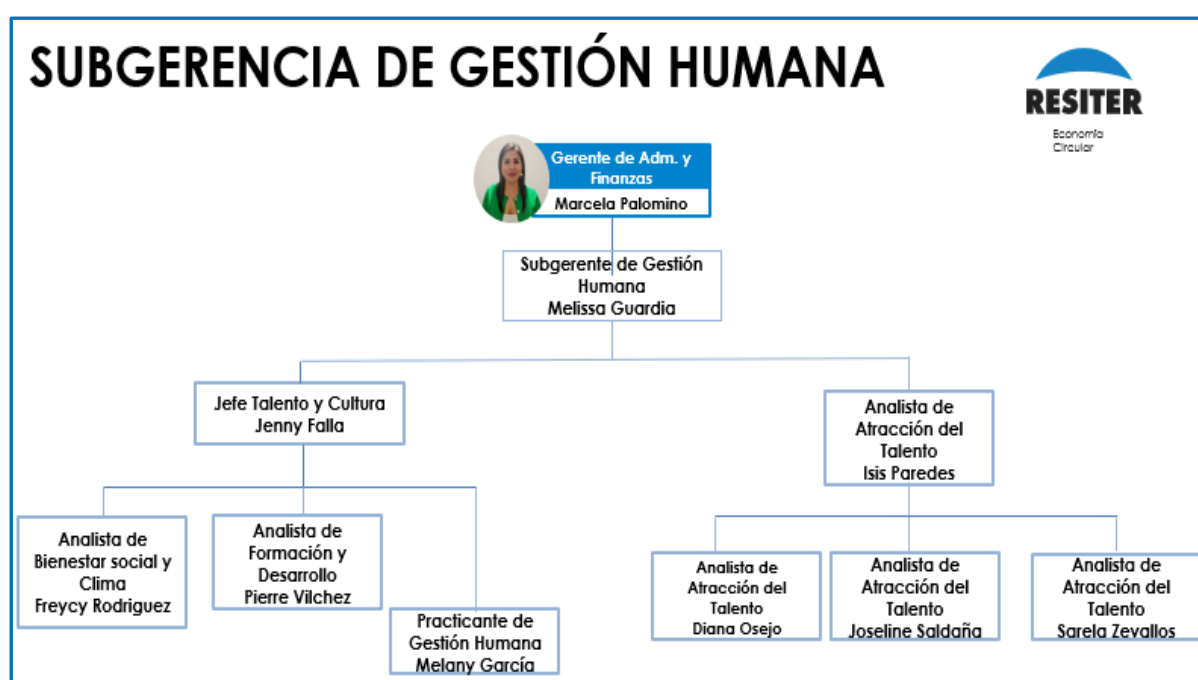 SUBGERENCIA DE GESTIÓN HUMANA
RESITER
Economía
Circular
Gerente de Adm. y
Finanzas
Marcela Palomino
Subgerente de Gestión
Humana
Melissa Guardia
Jefe Talento y Cultura
Jenny Falla
Analista de
Atracción del
Talento
Isis Paredes
Analista de
Bienestar social y
Clima
Freycy Rodriguez
Analista de
Formación y
Desarrollo
Pierre Vilchez
Practicante de
Gestión Humana
Melany García
Analista de
Atracción del
Talento
Diana Osejo
Analista de
Atracción del
Talento
Joseline Saldaña
Analista de
Atracción del
Talento
Sarela Zevallos